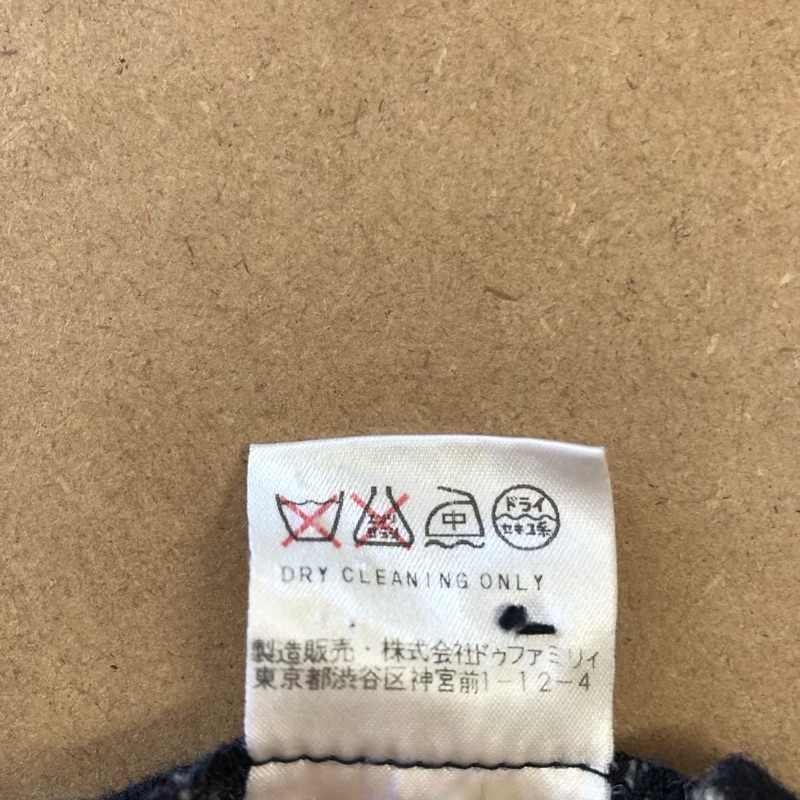 中 ドライ セキユ系
DRY CLEANING ONLY
製造販売・株式会社ドゥファミリィ
東京都渋谷区神宮前1-12-4